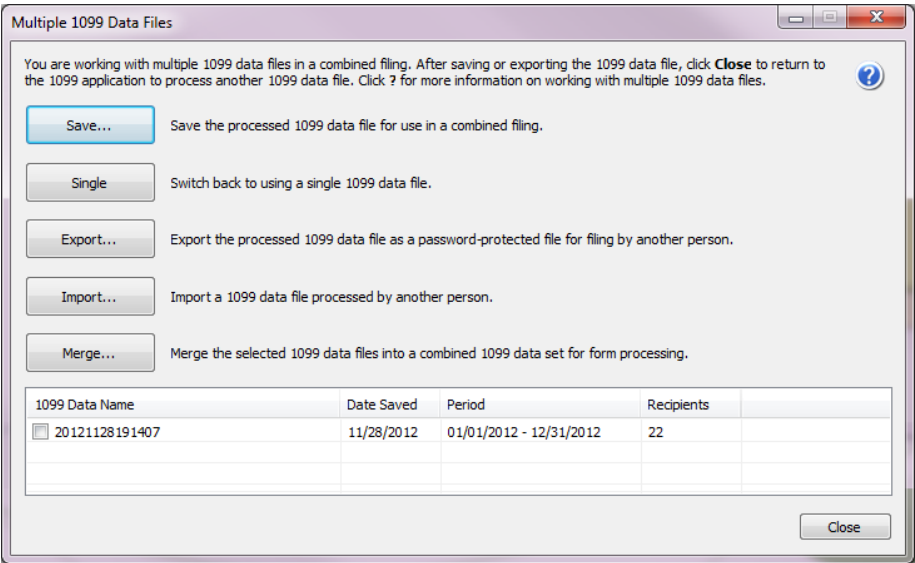 Multiple 1099 Data Files
You are working with multiple 1099 data files in a combined filing. After saving or exporting the 1099 data file, click Close to return to
the 1099 application to process another 1099 data file. Click ? for more information on working with multiple 1099 data files.
?
Save... Save the processed 1099 data file for use in a combined filing.
Single Switch back to using a single 1099 data file.
Export... Export the processed 1099 data file as a password-protected file for filing by another person.
Import... Import a 1099 data file processed by another person.
Merge... Merge the selected 1099 data files into a combined 1099 data set for form processing.
1099 Data Name Date Saved Period Recipients
20121128191407 11/28/2012 01/01/2012 - 12/31/2012 22
Close